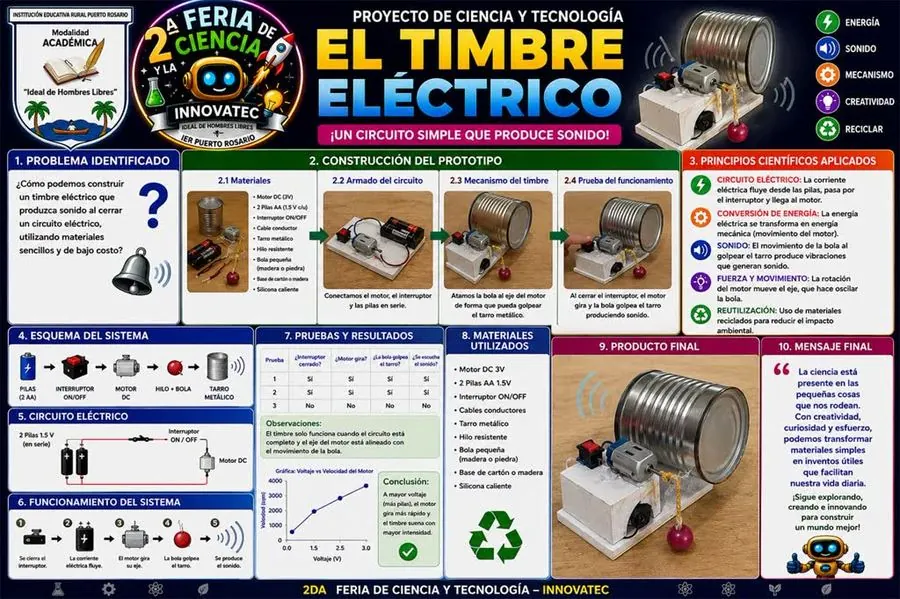 INSTITUCIÓN EDUCATIVA RURAL PUERTO ROSARIO
Modalidad
ACADÉMICA
"Ideal de Hombres Libres"
2ª FERIA DE
CIENCIA
Y LA
INNOVATEC
IDEAL DE HOMBRES LIBRES
IER PUERTO ROSARIO
PROYECTO DE CIENCIA Y TECNOLOGÍA
EL TIMBRE
ELÉCTRICO
¡UN CIRCUITO SIMPLE QUE PRODUCE SONIDO!
ENERGÍA
SONIDO
MECANISMO
CREATIVIDAD
RECICLAR
1. PROBLEMA IDENTIFICADO
¿Cómo podemos construir
un timbre eléctrico que
produzca sonido al cerrar
un circuito eléctrico,
utilizando materiales
sencillos y de bajo costo?
?
2. CONSTRUCCIÓN DEL PROTOTIPO
2.1 Materiales
• Motor DC (3V)
• 2 Pilas AA (1.5 V c/u)
• Interruptor ON/OFF
• Cable conductor
• Tarro metálico
• Hilo resistente
• Bola pequeña
(madera o piedra)
• Base de cartón o madera
• Silicona caliente
2.2 Armado del circuito
Conectamos el motor, el interruptor
y las pilas en serie.
2.3 Mecanismo del timbre
Atamos la bola al eje del motor
de forma que pueda golpear
el tarro metálico.
2.4 Prueba del funcionamiento
Al cerrar el interruptor, el motor
gira y la bola golpea el tarro
produciendo sonido.
3. PRINCIPIOS CIENTÍFICOS APLICADOS
CIRCUITO ELÉCTRICO: La corriente
eléctrica fluye desde las pilas, pasa por
el interruptor y llega al motor.
CONVERSIÓN DE ENERGÍA: La energía
eléctrica se transforma en energía
mecánica (movimiento del motor).
SONIDO: El movimiento de la bola al
golpear el tarro produce vibraciones
que generan sonido.
FUERZA Y MOVIMIENTO: La rotación
del motor mueve el eje, que hace oscilar
la bola.
REUTILIZACIÓN: Uso de materiales
reciclados para reducir el impacto
ambiental.
4. ESQUEMA DEL SISTEMA
PILAS
(2 AA)
INTERRUPTOR
ON/OFF
MOTOR
DC
HILO + BOLA
TARRO
METÁLICO
5. CIRCUITO ELÉCTRICO
2 Pilas 1.5 V
(en serie)
Interruptor
ON / OFF
Motor DC
6. FUNCIONAMIENTO DEL SISTEMA
1
Se cierra el
interruptor.
2
La corriente
eléctrica fluye.
3
El motor gira
su eje.
4
La bola golpea
el tarro.
5
Se produce
el sonido.
7. PRUEBAS Y RESULTADOS
Prueba ¿Interruptor cerrado? ¿Motor gira? ¿La bola golpea el tarro? ¿Se escucha el sonido?
1 Sí Sí Sí Sí
2 Sí Sí Sí Sí
3 No No No No
Observaciones:
El timbre solo funciona cuando el circuito está
completo y el eje del motor está alineado con
el movimiento de la bola.
Gráfica: Voltaje vs Velocidad del Motor
Velocidad (rpm)
4000
3000
2000
1000
0
0.0
1.5
2.5
3.0
Voltaje (V)
Conclusión:
A mayor voltaje
(más pilas), el motor
gira más rápido y
el timbre suena con
mayor intensidad.
8. MATERIALES
UTILIZADOS
• Motor DC 3V
• 2 Pilas AA 1.5V
• Interruptor ON/OFF
• Cables conductores
• Tarro metálico
• Hilo resistente
• Bola pequeña
(madera o piedra)
• Base de cartón o madera
• Silicona caliente
9. PRODUCTO FINAL
10. MENSAJE FINAL
“
La ciencia está
presente en las
pequeñas cosas
que nos rodean.
Con creatividad,
curiosidad y esfuerzo,
podemos transformar
materiales simples
en inventos útiles
que facilitan
nuestra vida diaria.
¡Sigue explorando,
creando e innovando
para construir
un mundo mejor!
2DA FERIA DE CIENCIA Y TECNOLOGÍA – INNOVATEC